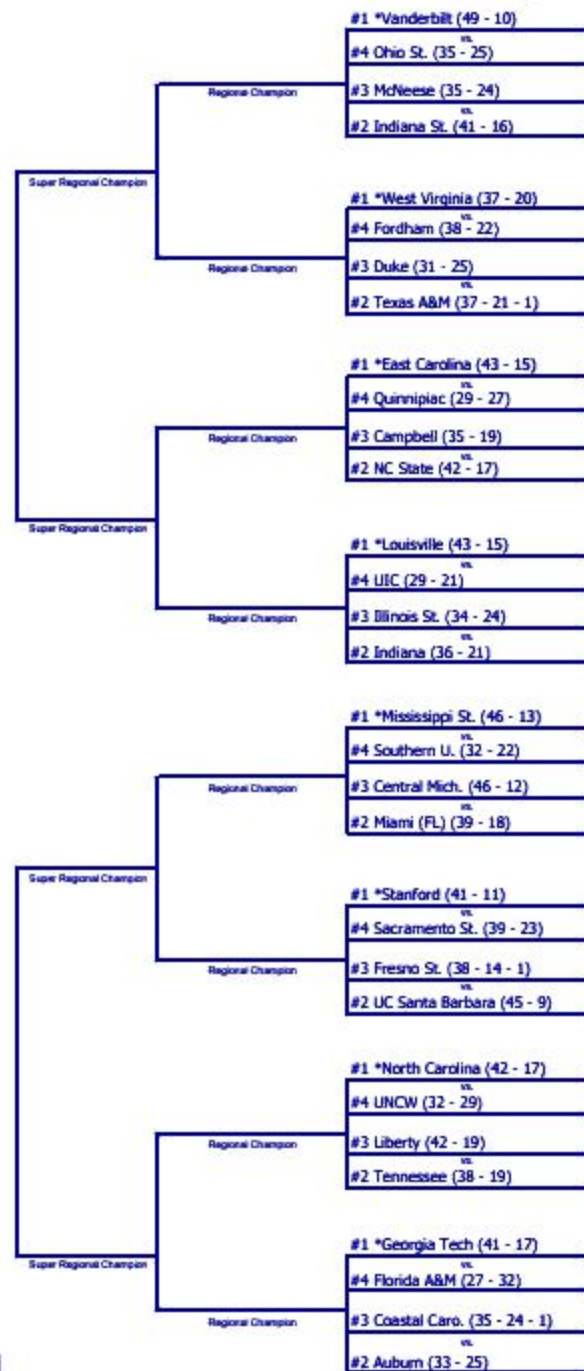 #1 *Vanderbilt (49 - 10)
vs.
#4 Ohio St. (35 - 25)
Regional Champion
#3 McNeese (35 - 24)
vs.
#2 Indiana St. (41 - 16)
Super Regional Champion
#1 *West Virginia (37 - 20)
vs.
#4 Fordham (38 - 22)
Regional Champion
#3 Duke (31 - 25)
vs.
#2 Texas A&M (37 - 21 - 1)
#1 *East Carolina (43 - 15)
vs.
#4 Quinnipiac (29 - 27)
Regional Champion
#3 Campbell (35 - 19)
vs.
#2 NC State (42 - 17)
Super Regional Champion
#1 *Louisville (43 - 15)
vs.
#4 UIC (29 - 21)
Regional Champion
#3 Illinois St. (34 - 24)
vs.
#2 Indiana (36 - 21)
#1 *Mississippi St. (46 - 13)
vs.
#4 Southern U. (32 - 22)
Regional Champion
#3 Central Mich. (46 - 12)
vs.
#2 Miami (FL) (39 - 18)
Super Regional Champion
#1 *Stanford (41 - 11)
vs.
#4 Sacramento St. (39 - 23)
Regional Champion
#3 Fresno St. (38 - 14 - 1)
vs.
#2 UC Santa Barbara (45 - 9)
#1 *North Carolina (42 - 17)
vs.
#4 UNCW (32 - 29)
Regional Champion
#3 Liberty (42 - 19)
vs.
#2 Tennessee (38 - 19)
Super Regional Champion
#1 *Georgia Tech (41 - 17)
vs.
#4 Florida A&M (27 - 32)
Regional Champion
#3 Coastal Caro. (35 - 24 - 1)
vs.
#2 Auburn (33 - 25)